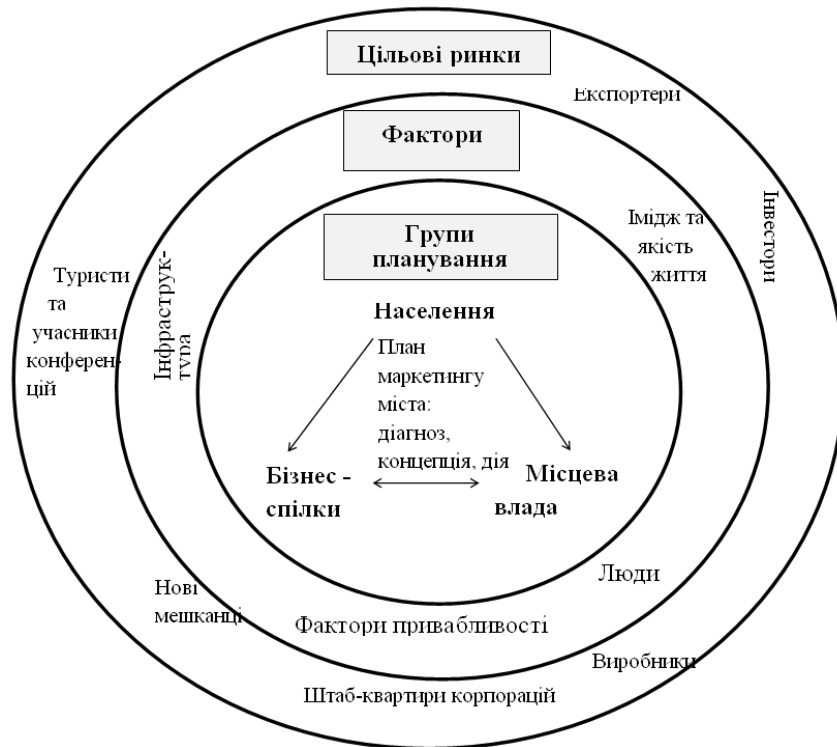 Цільові ринки
Експортери
Фактори
Інвестори
Імідж та
якість
життя
Групи
планування
Туристи
та
учасники
конферен-
цій
Інфраструк-
тура
Населення
План
маркетингу
міста:
діагноз,
концепція, дія
Бізнес -
спілки
Місцева
влада
Люди
Нові
мешканці
Фактори привабливості
Виробники
Штаб-квартири корпорацій